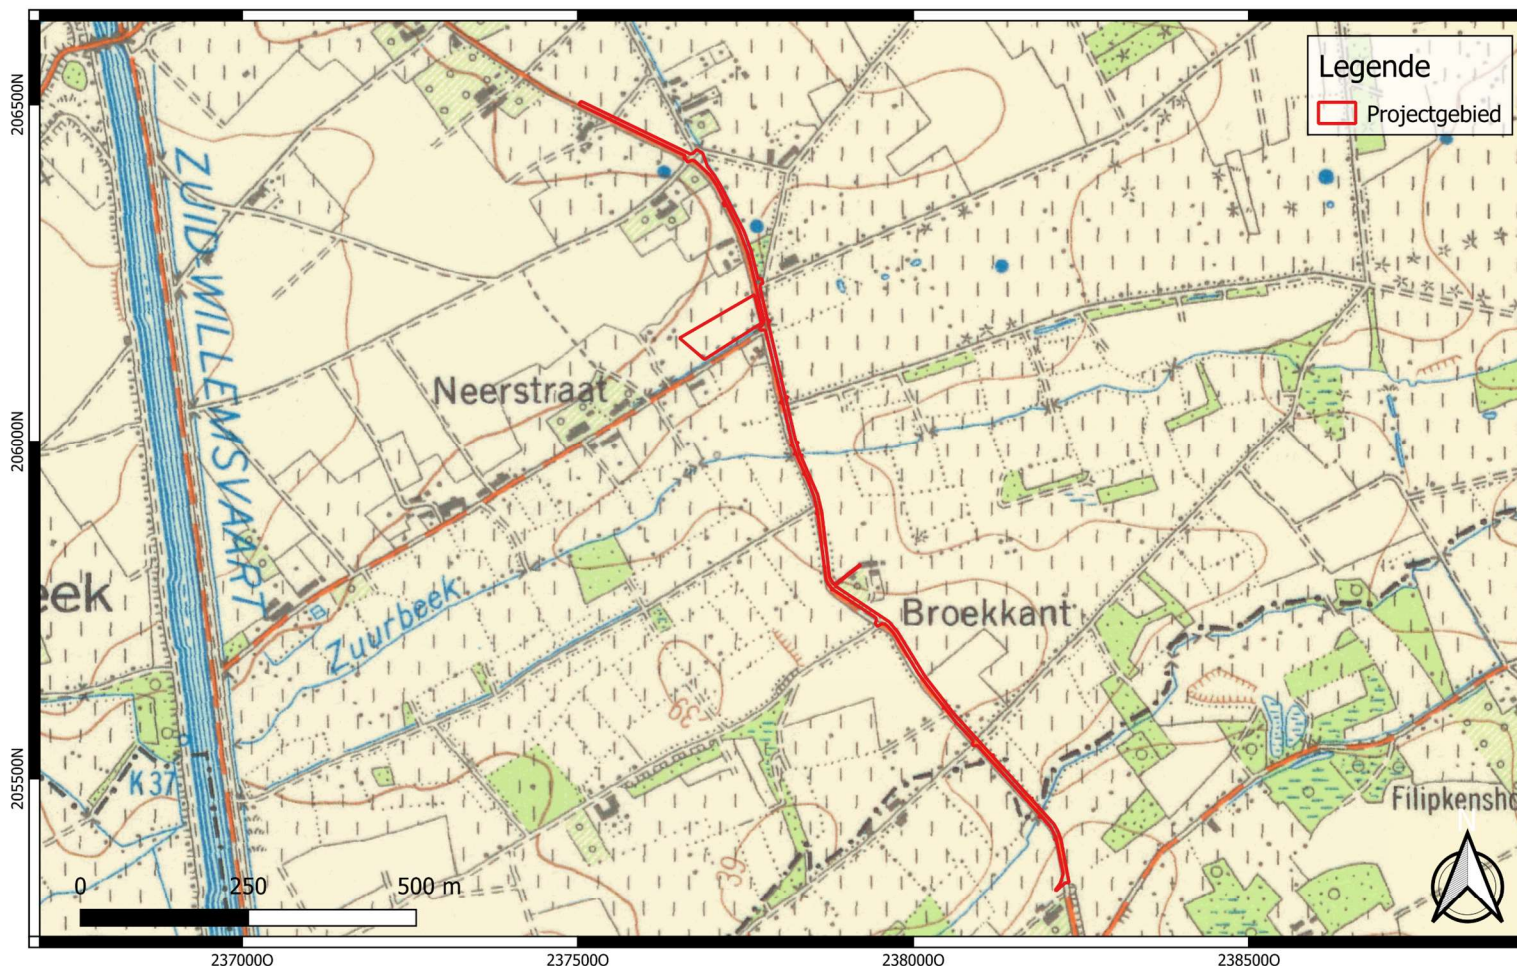 Legende
Projectgebied
206500N
206000N
205500N
ZUID-WILLEMSVAART
Neerstraat
eek
Zuurbeek
Broekkant
39
K 37
39
Filipkensho
N
0 250 500 m
237000O 237500O 238000O 238500O